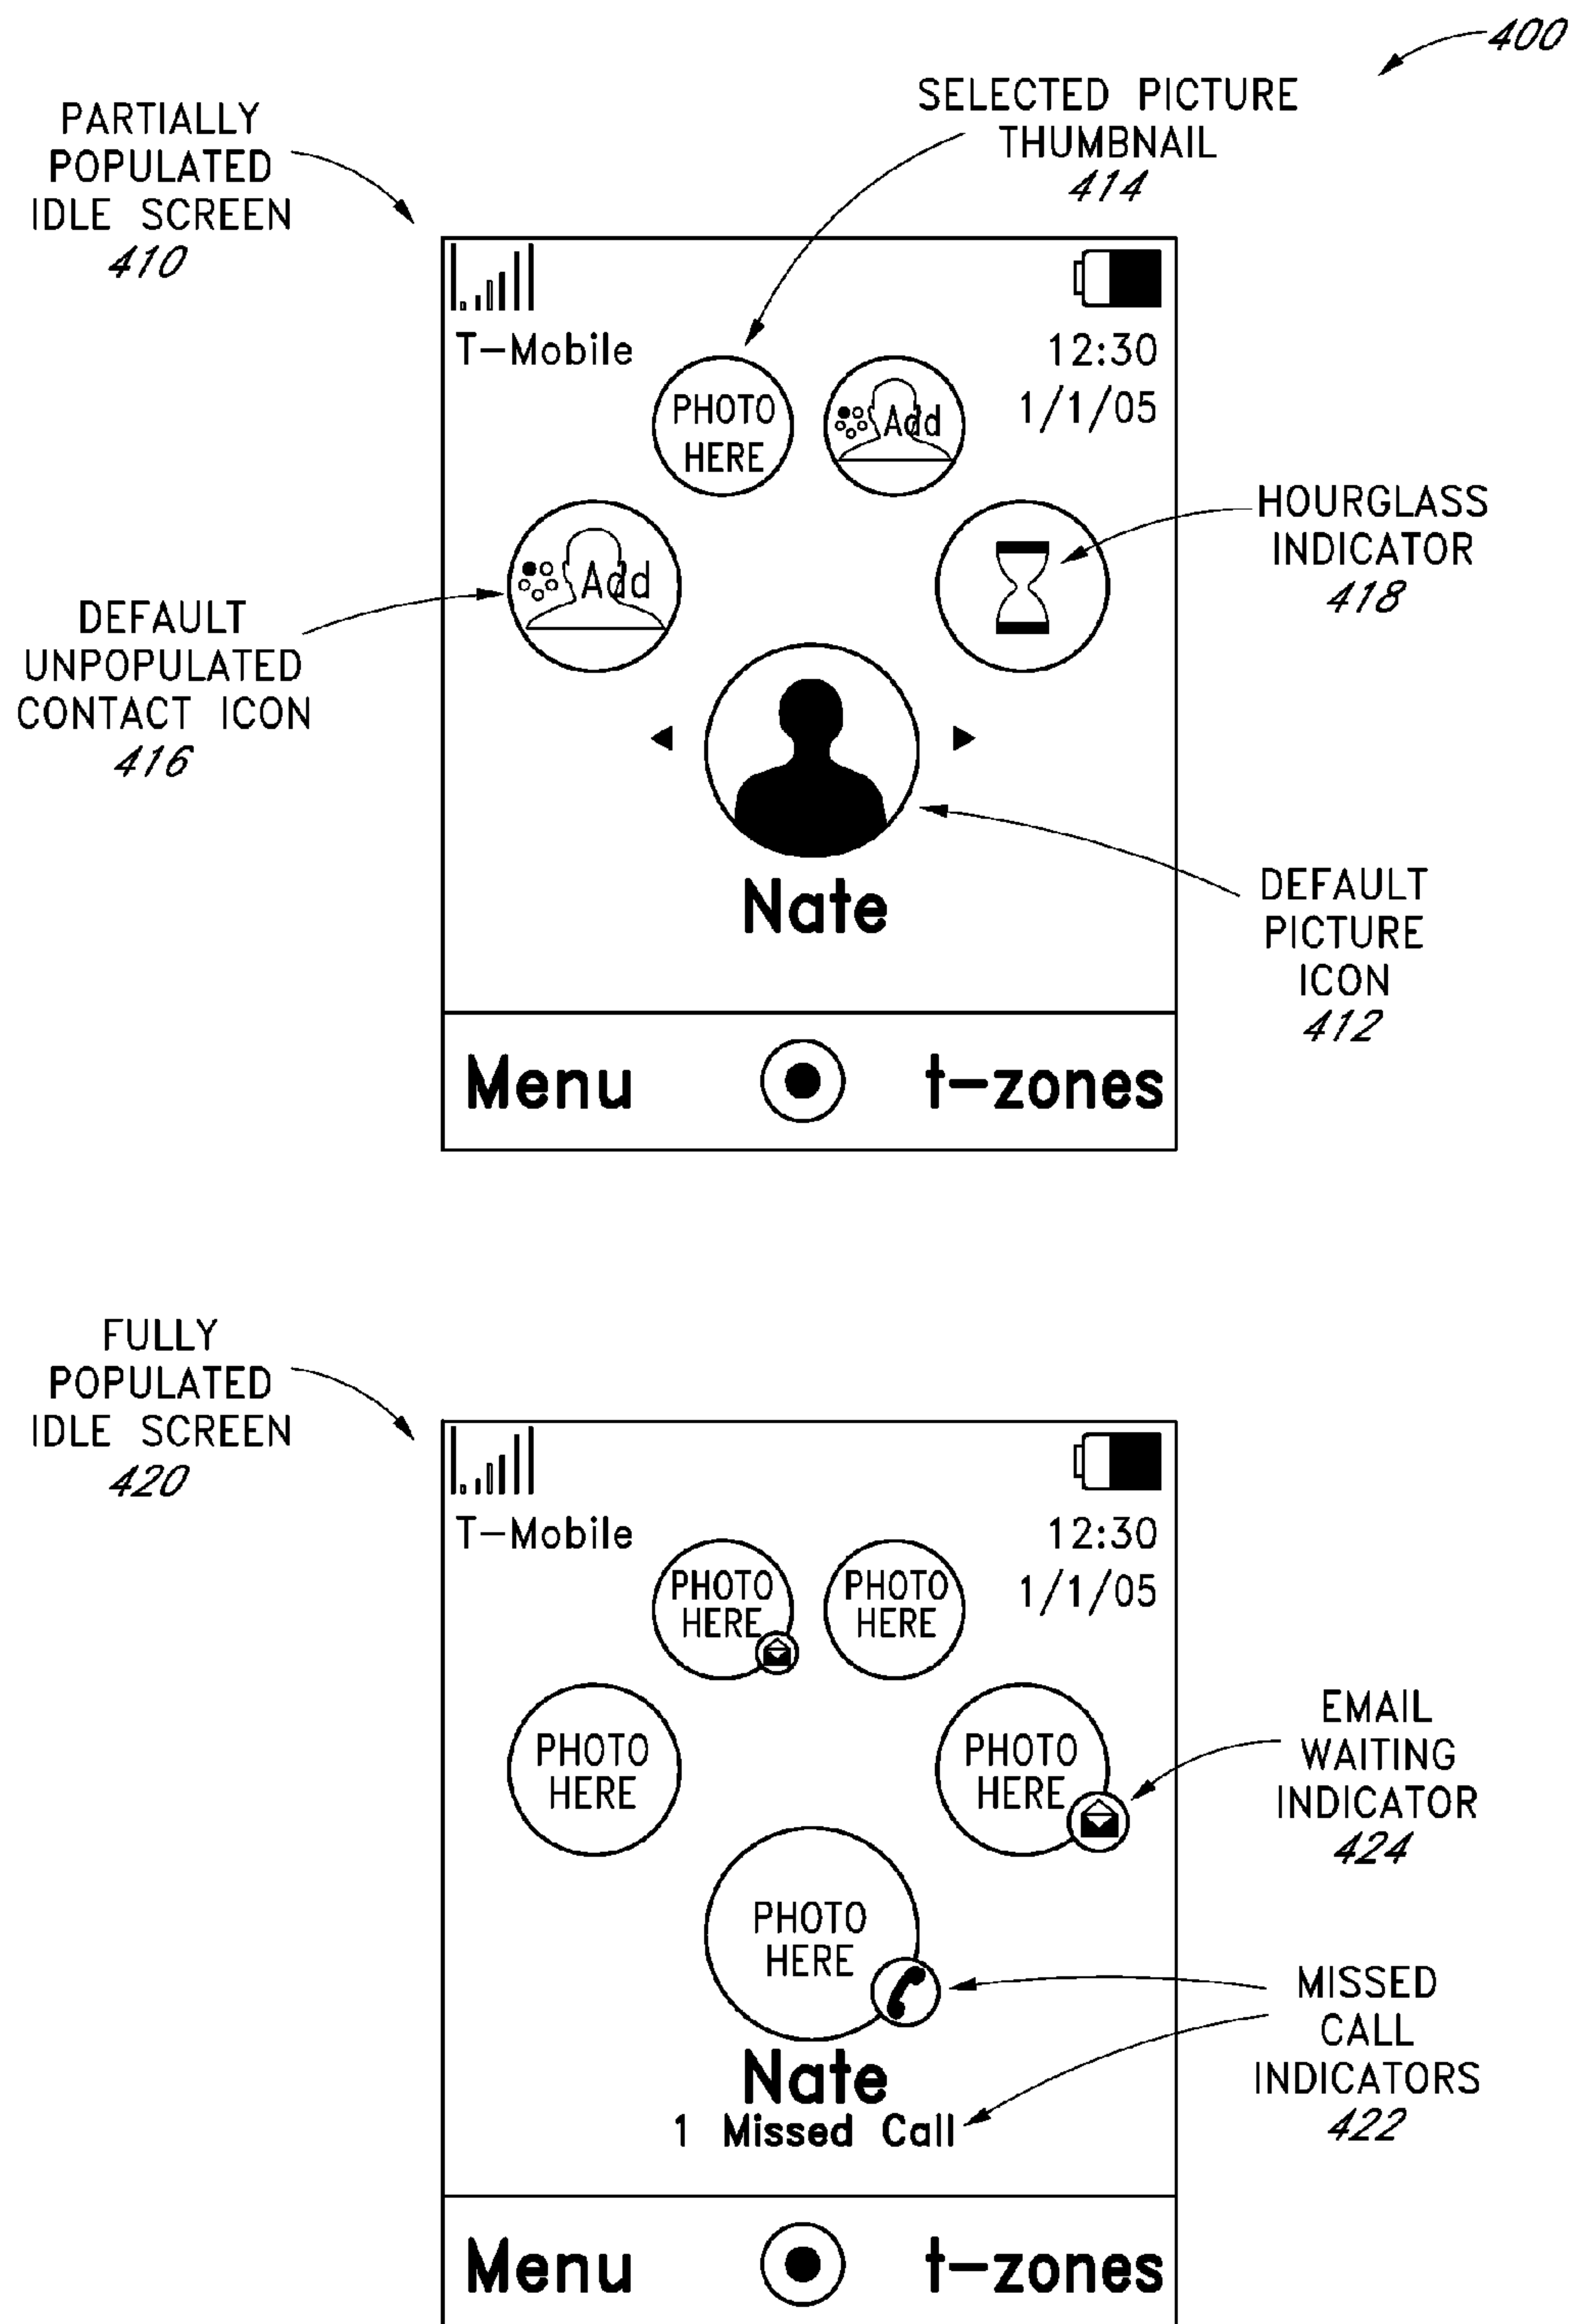 400
PARTIALLY
POPULATED
IDLE SCREEN
410
SELECTED PICTURE
THUMBNAIL
414
T-Mobile
12:30
1/1/05
PHOTO
HERE
Add
Add
HOURGLASS
INDICATOR
418
DEFAULT
UNPOPULATED
CONTACT ICON
416
Nate
DEFAULT
PICTURE
ICON
412
Menu
t-zones
FULLY
POPULATED
IDLE SCREEN
420
T-Mobile
12:30
1/1/05
PHOTO
HERE
PHOTO
HERE
PHOTO
HERE
PHOTO
HERE
EMAIL
WAITING
INDICATOR
424
PHOTO
HERE
MISSED
CALL
INDICATORS
422
Nate
1 Missed Call
Menu
t-zones